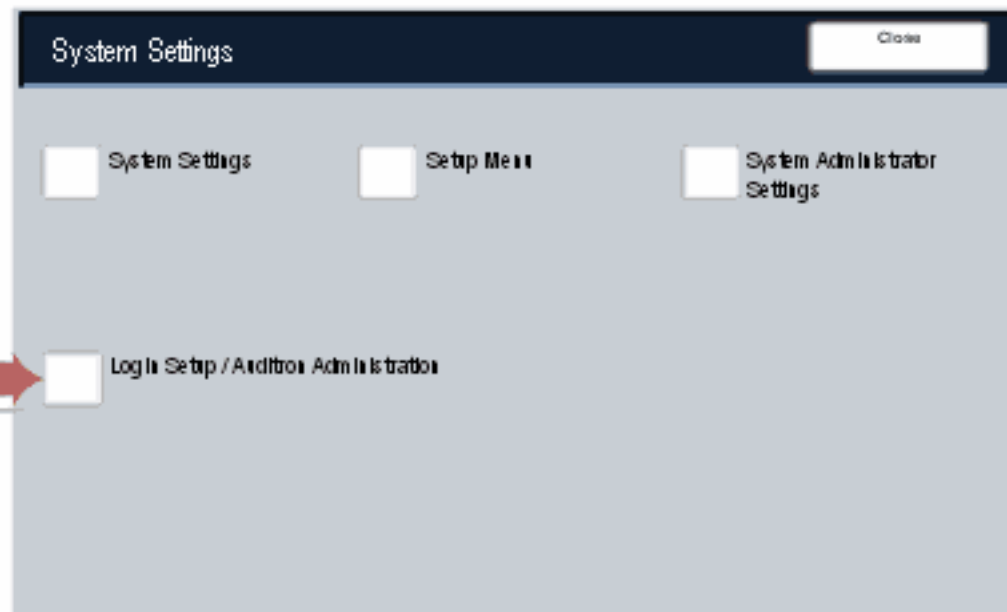 System Settings
Close
System Settings
Setup Menu
System Administrator
Settings
Login Setup / Auditron Administration